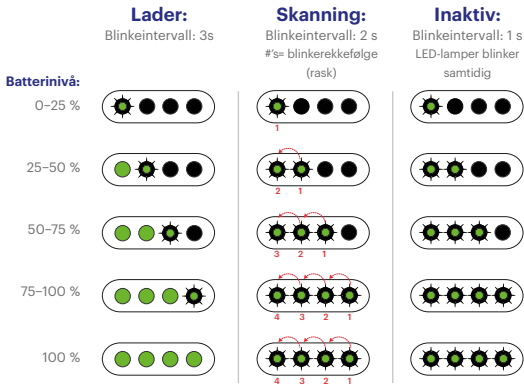 Lader:
Blinkeintervall: 3s
Skanning:
Blinkeintervall: 2 s
#'s= blinkerekkefølge
(rask)
Inaktiv:
Blinkeintervall: 1 s
LED-lamper blinker
samtidig
Batterinivå:
0–25 %
1
25–50 %
2 1
50–75 %
3 2 1
75–100 %
4 3 2 1
100 %
4 3 2 1